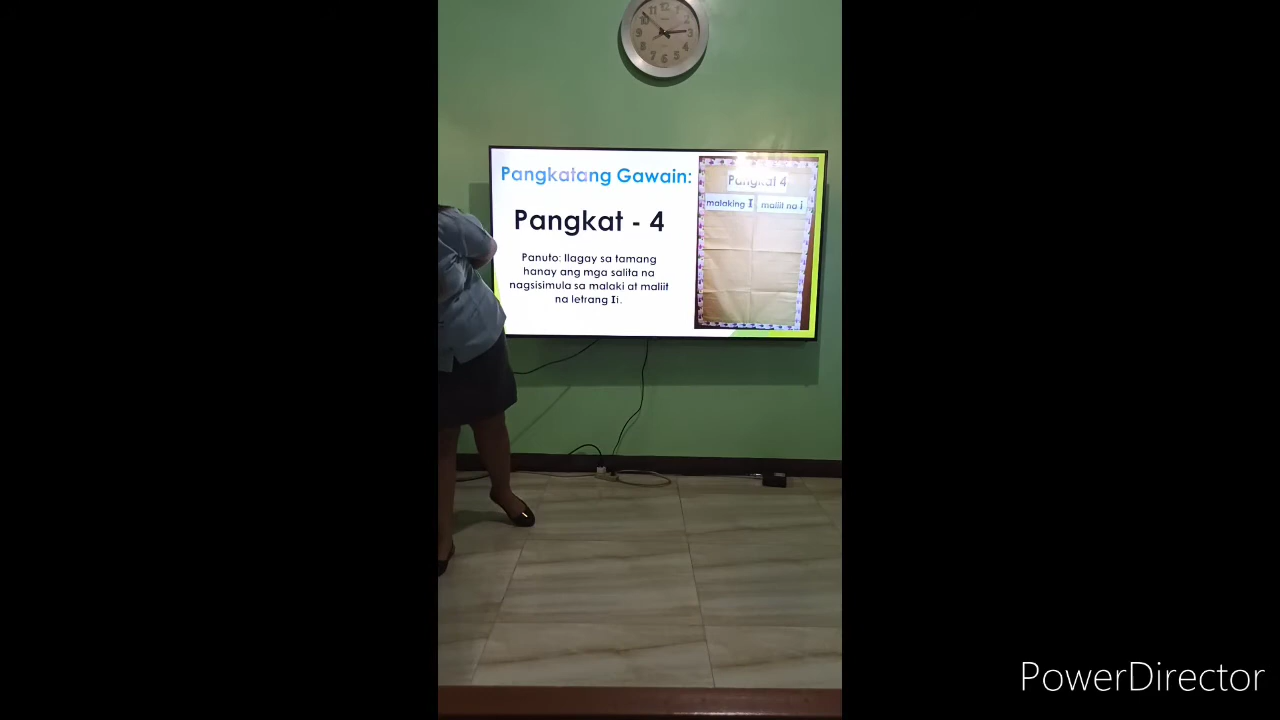 Pangkatang Gawain:
Pangkat - 4
Panuto: Ilagay sa tamang
hanay ang mga salita na
nagsisimula sa malaki at maliit
na letrang Ii.
Pangkat 4
malaking I maliit na i
PowerDirector